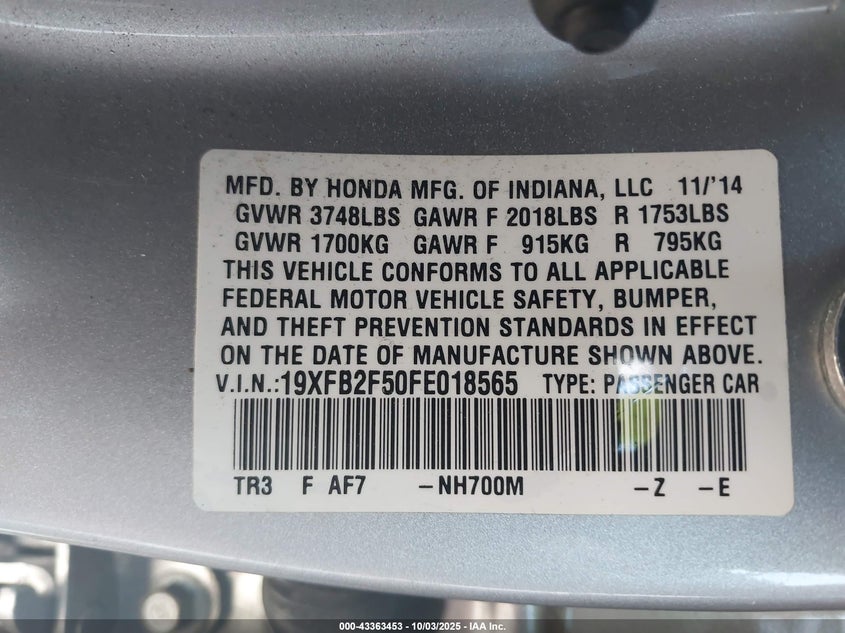 MFD. BY HONDA MFG. OF INDIANA, LLC 11/'14
GVWR 3748LBS GAWR F 2018LBS R 1753LBS
GVWR 1700KG GAWR F 915KG R 795KG
THIS VEHICLE CONFORMS TO ALL APPLICABLE
FEDERAL MOTOR VEHICLE SAFETY, BUMPER,
AND THEFT PREVENTION STANDARDS IN EFFECT
ON THE DATE OF MANUFACTURE SHOWN ABOVE.
V.I.N.:19XFB2F50FE018565 TYPE: PASSENGER CAR
TR3 F AF7 -NH700M -Z -E
000-43363453 - 10/03/2025 - IAA Inc.